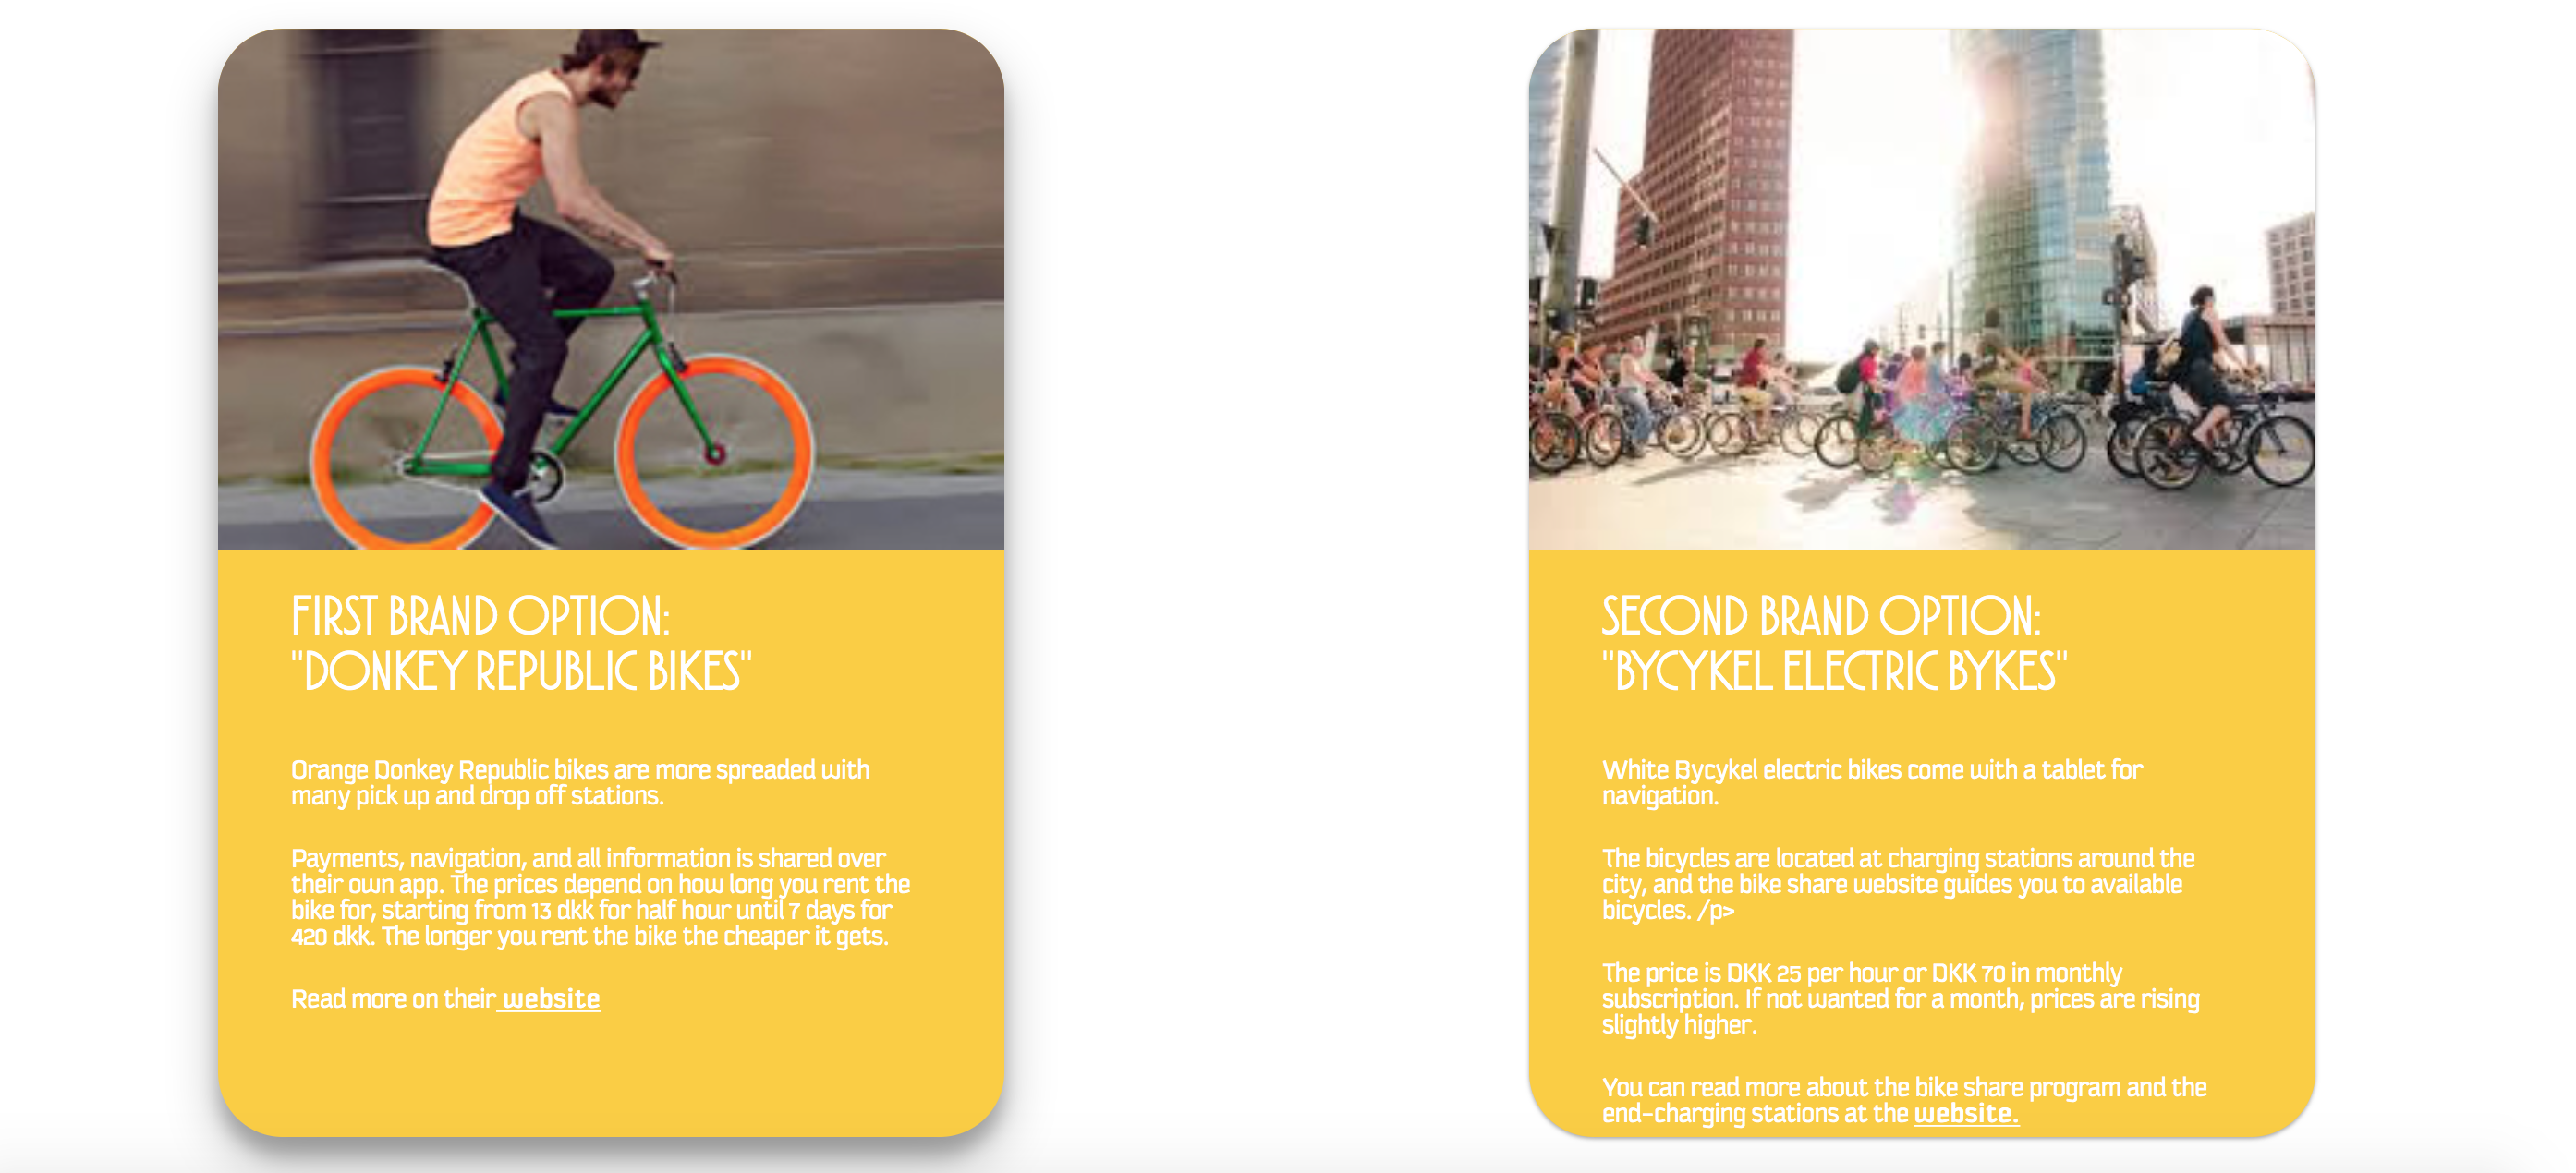 FIRST BRAND OPTION:
"DONKEY REPUBLIC BIKES"
Orange Donkey Republic bikes are more spreaded with
many pick up and drop off stations.
Payments, navigation, and all information is shared over
their own app. The prices depend on how long you rent the
bike for, starting from 13 dkk for half hour until 7 days for
420 dkk. The longer you rent the bike the cheaper it gets.
Read more on their website
SECOND BRAND OPTION:
"BYCYKEL ELECTRIC BYKES"
White Bycykel electric bikes come with a tablet for
navigation.
The bicycles are located at charging stations around the
city, and the bike share website guides you to available
bicycles. /p>
The price is DKK 25 per hour or DKK 70 in monthly
subscription. If not wanted for a month, prices are rising
slightly higher.
You can read more about the bike share program and the
end-charging stations at the website.